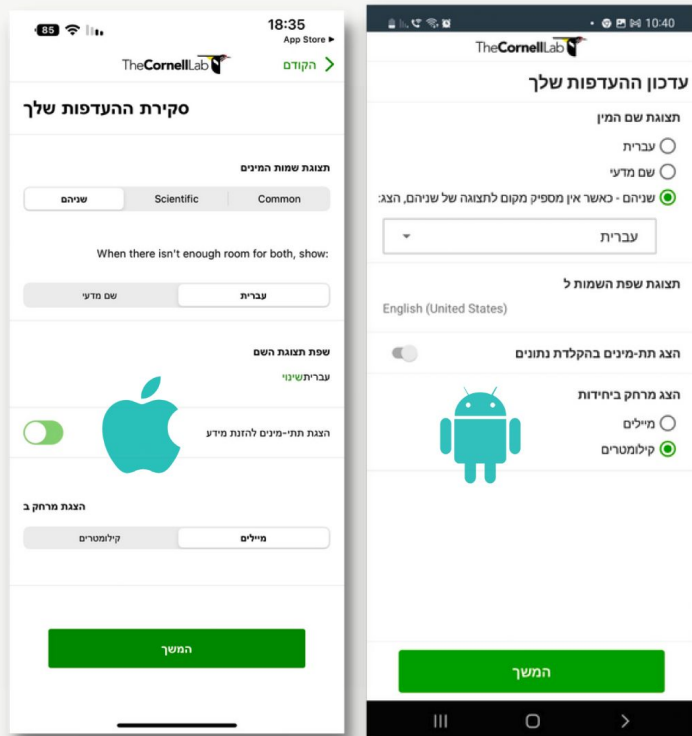 85
18:35
App Store
TheCornellLab
הקודם
סקירת ההעדפות שלך
תצוגת שמות המינים
שניהם Scientific Common
When there isn't enough room for both, show:
שם מדעי עברית
שפת תצוגת השם
עבריתשינוי
הצגת תתי-מינים להזנת מידע
הצגת מרחק ב
קילומטרים מיילים
המשך
10:40
TheCornellLab
עדכון ההעדפות שלך
תצוגת שם המין
עברית
שם מדעי
שניהם - כאשר אין מספיק מקום לתצוגה של שניהם, הצג:
עברית
תצוגת שפת השמות ל
English (United States)
הצג תת-מינים בהקלדת נתונים
הצג מרחק ביחידות
מיילים
קילומטרים
המשך